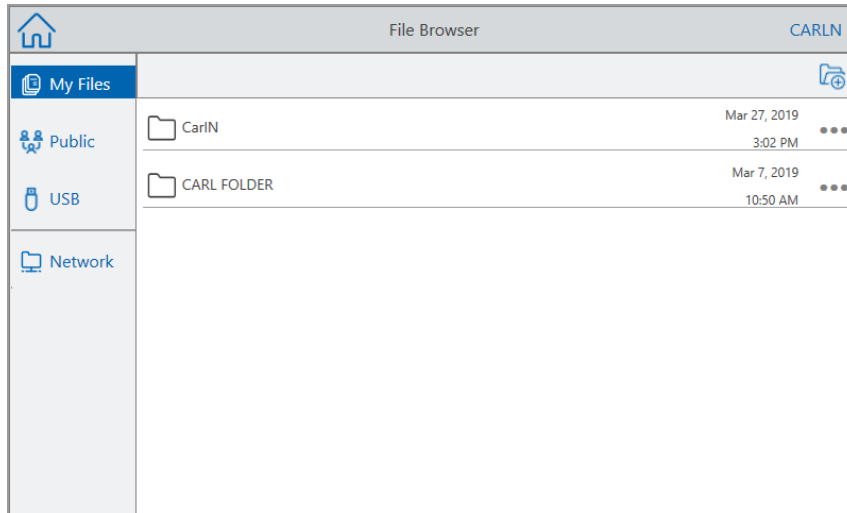 File Browser
CARLN
My Files
Public
USB
Network
CarlN
Mar 27, 2019
3:02 PM
CARL FOLDER
Mar 7, 2019
10:50 AM